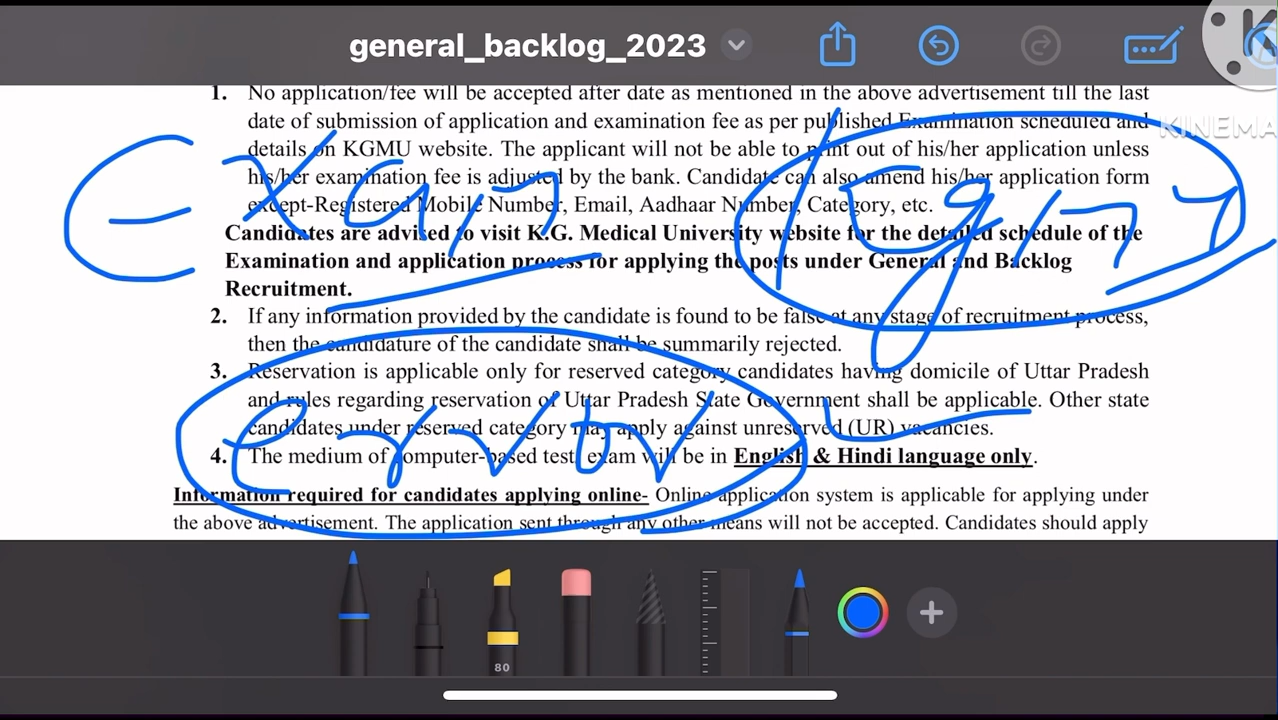 general_backlog_2023
1. No application/fee will be accepted after date as mentioned in the above advertisement till the last
date of submission of application and examination fee as per published Examination scheduled and
details on KGMU website. The applicant will not be able to print out of his/her application unless
his/her examination fee is adjusted by the bank. Candidate can also amend his/her application form
except-Registered Mobile Number, Email, Aadhaar Number, Category, etc.
Candidates are advised to visit K.G. Medical University website for the detailed schedule of the
Examination and application process for applying the posts under General and Backlog
Recruitment.
2. If any information provided by the candidate is found to be false at any stage of recruitment process,
then the candidature of the candidate shall be summarily rejected.
3. Reservation is applicable only for reserved category candidates having domicile of Uttar Pradesh
and rules regarding reservation of Uttar Pradesh State Government shall be applicable. Other state
candidates under reserved category may apply against unreserved (UR) vacancies.
4. The medium of computer-based test exam will be in English & Hindi language only.
Information required for candidates applying online- Online application system is applicable for applying under
the above advertisement. The application sent through any other means will not be accepted. Candidates should apply
Exam
error
KINEMA
80